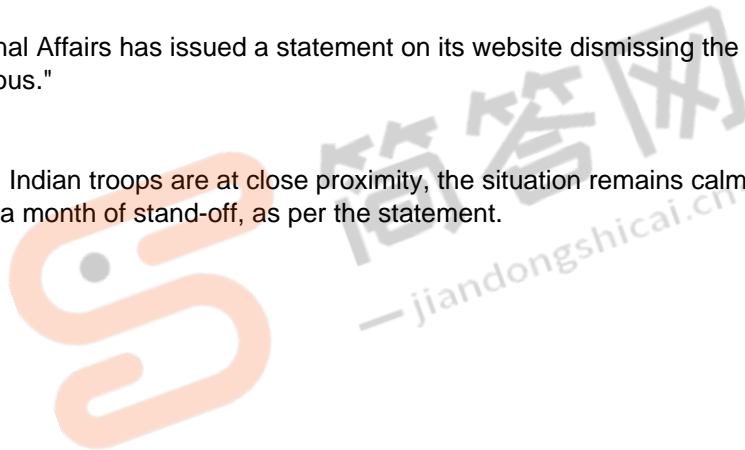 nal Affairs has issued a statement on its website dismissing the
ous."
Indian troops are at close proximity, the situation remains calm
a month of stand-off, as per the statement.
简答网
jiandongshicai.cn